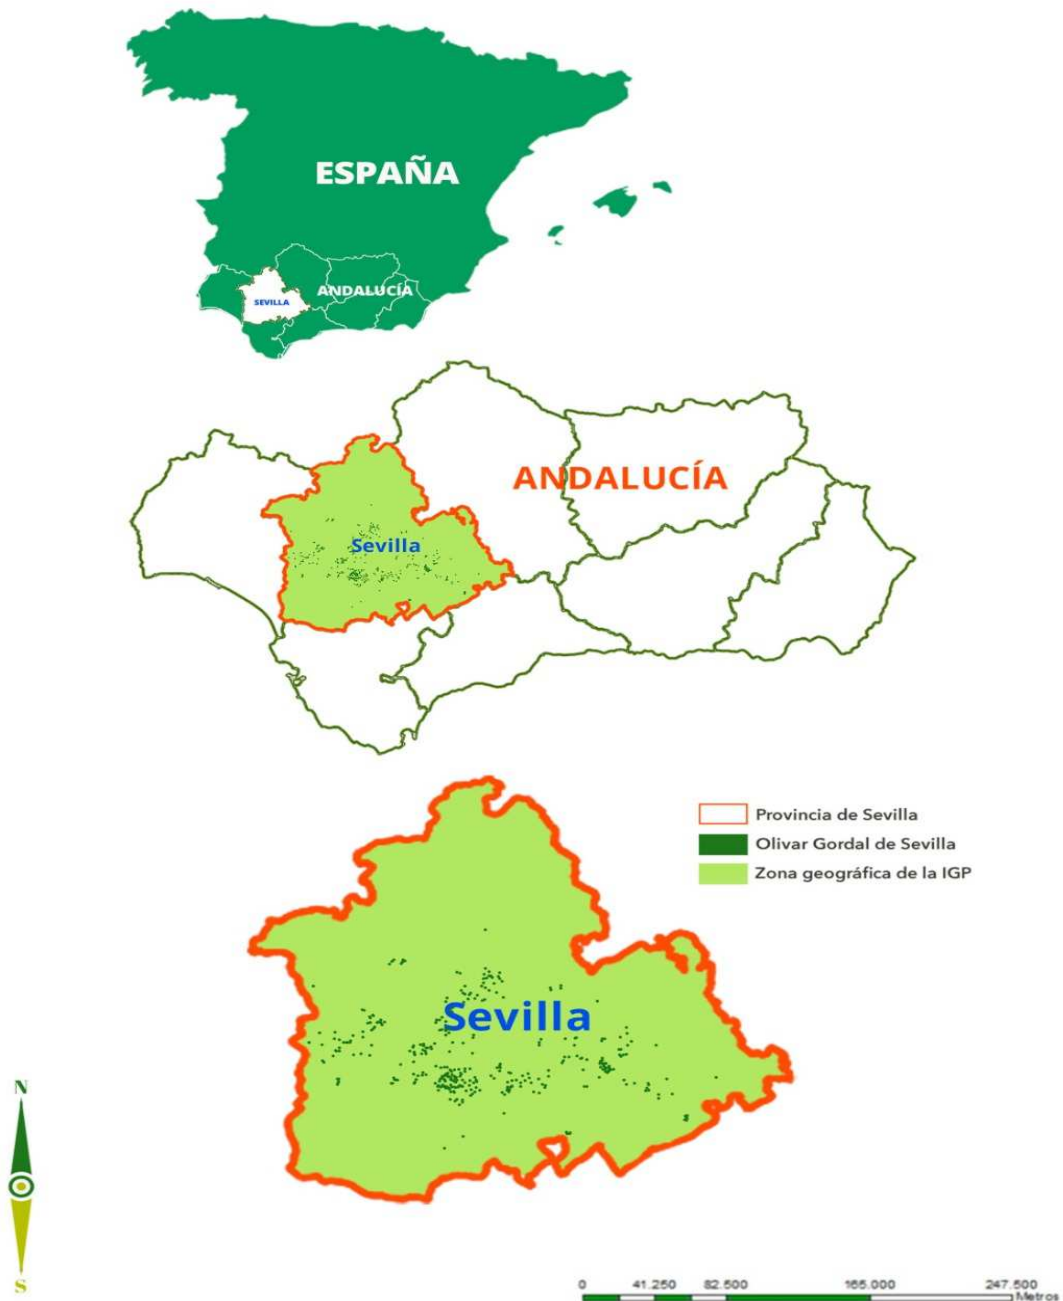 ESPAÑA
ANDALUCÍA
SEVILLA
ANDALUCÍA
Sevilla
Provincia de Sevilla
Olivar Gordal de Sevilla
Zona geográfica de la IGP
Sevilla
N
S
0 41.250 82.500 165.000 247.500
Metros